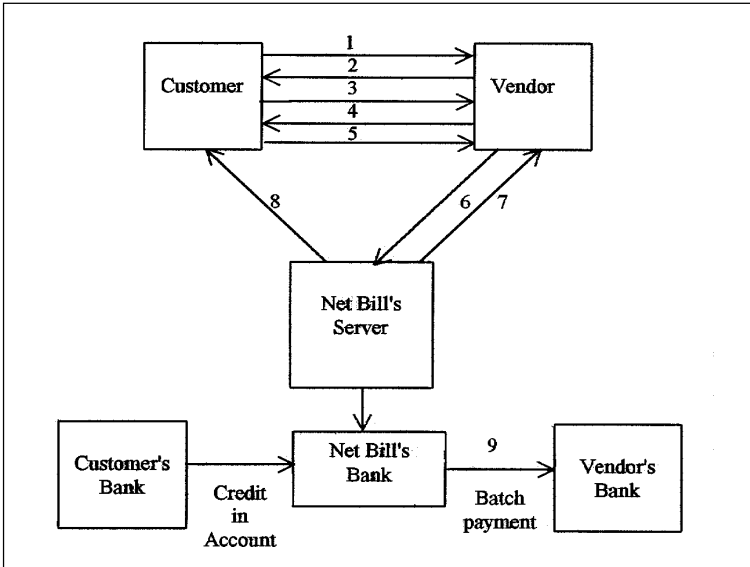 1
2
Customer
Vendor
3
4
5
8
6
7
Net Bill's
Server
Customer's
Bank
Net Bill's
Bank
9
Vendor's
Bank
Credit
in
Account
Batch
payment